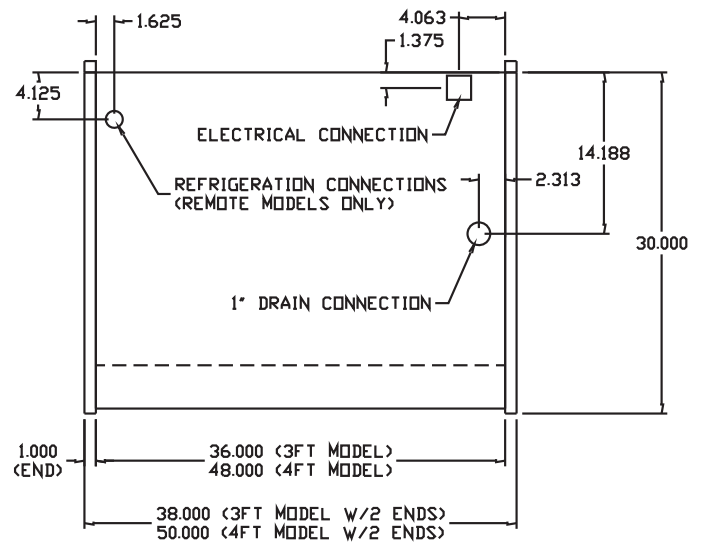 1.625
4.063
1.375
4.125
ELECTRICAL CONNECTION
14.188
REFRIGERATION CONNECTIONS
(REMOTE MODELS ONLY)
2.313
30.000
1" DRAIN CONNECTION
1.000
(END)
36.000 (3FT MODEL)
48.000 (4FT MODEL)
38.000 (3FT MODEL W/2 ENDS)
50.000 (4FT MODEL W/2 ENDS)